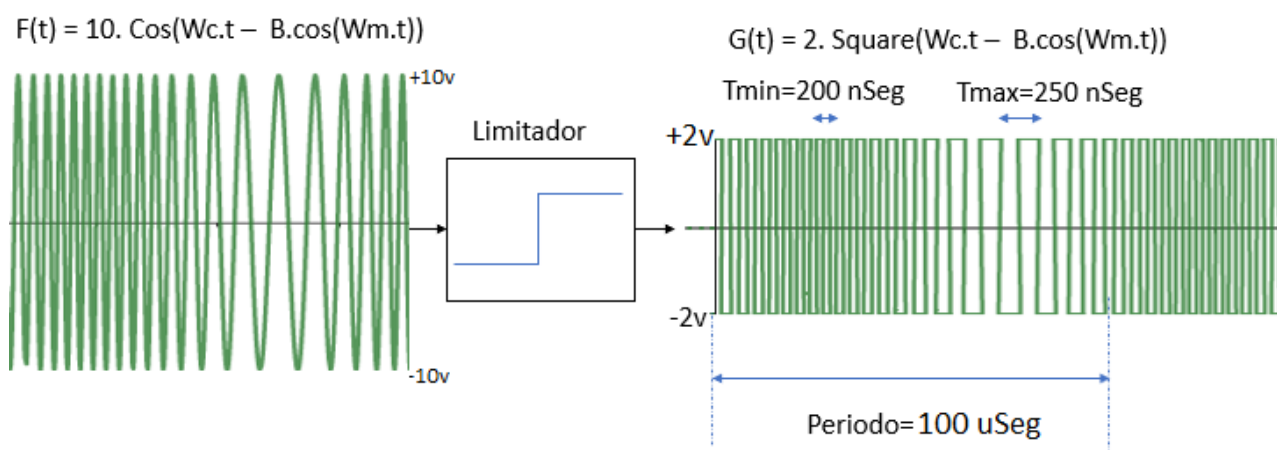 F(t) = 10. Cos(Wc.t – B.cos(Wm.t))
+10v
-10v
Limitador
G(t) = 2. Square(Wc.t – B.cos(Wm.t))
Tmin=200 nSeg
Tmax=250 nSeg
+2v
-2v
Periodo= 100 uSeg